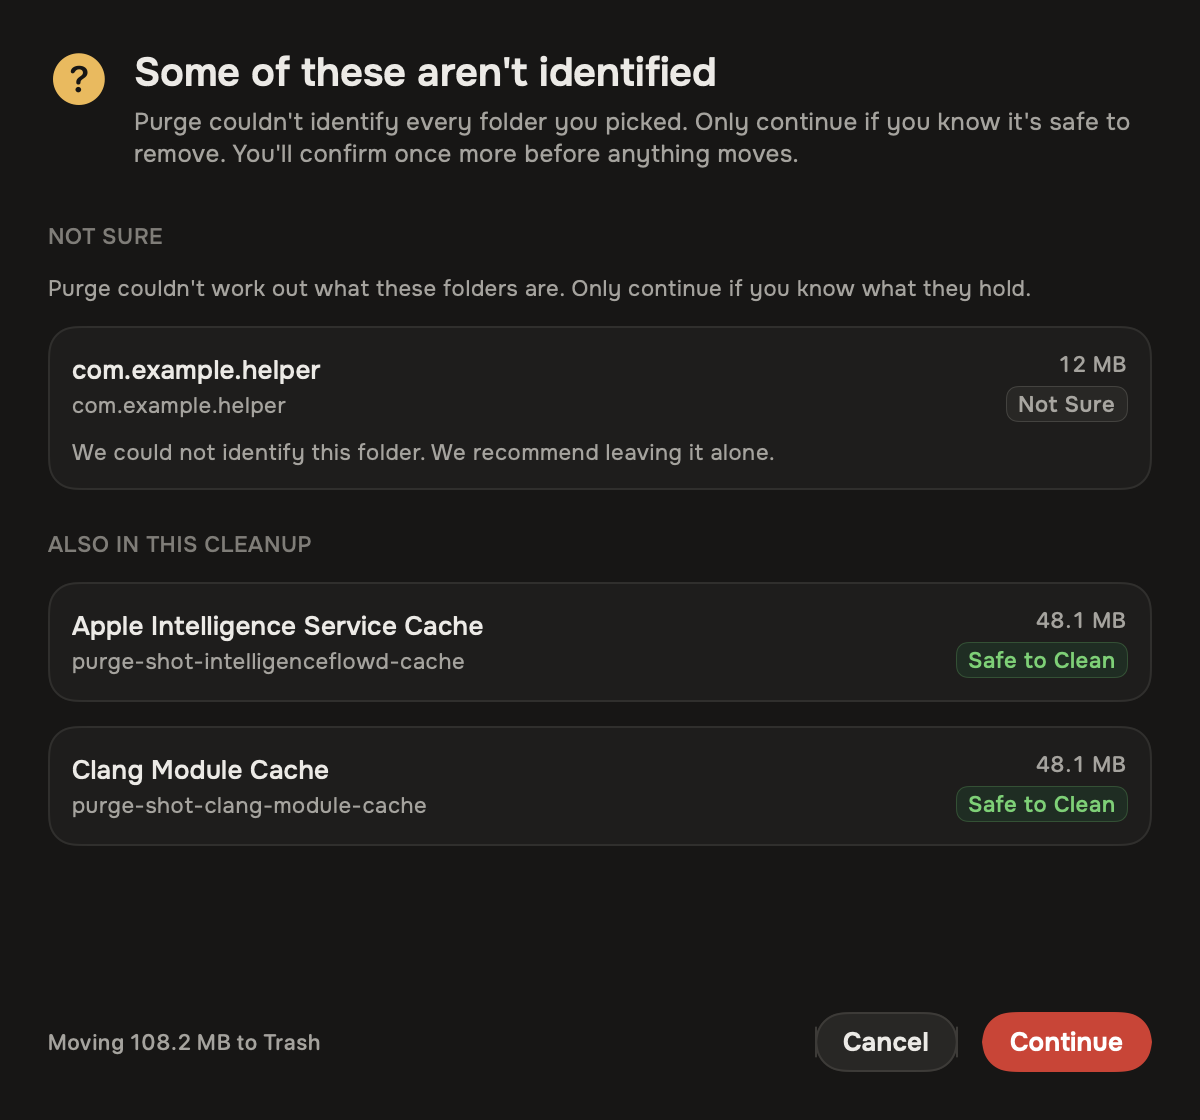 ?
Some of these aren't identified
Purge couldn't identify every folder you picked. Only continue if you know it's safe to
remove. You'll confirm once more before anything moves.
NOT SURE
Purge couldn't work out what these folders are. Only continue if you know what they hold.
com.example.helper
12 MB
com.example.helper
Not Sure
We could not identify this folder. We recommend leaving it alone.
ALSO IN THIS CLEANUP
Apple Intelligence Service Cache
48.1 MB
purge-shot-intelligenceflowd-cache
Safe to Clean
Clang Module Cache
48.1 MB
purge-shot-clang-module-cache
Safe to Clean
Moving 108.2 MB to Trash
Cancel
Continue